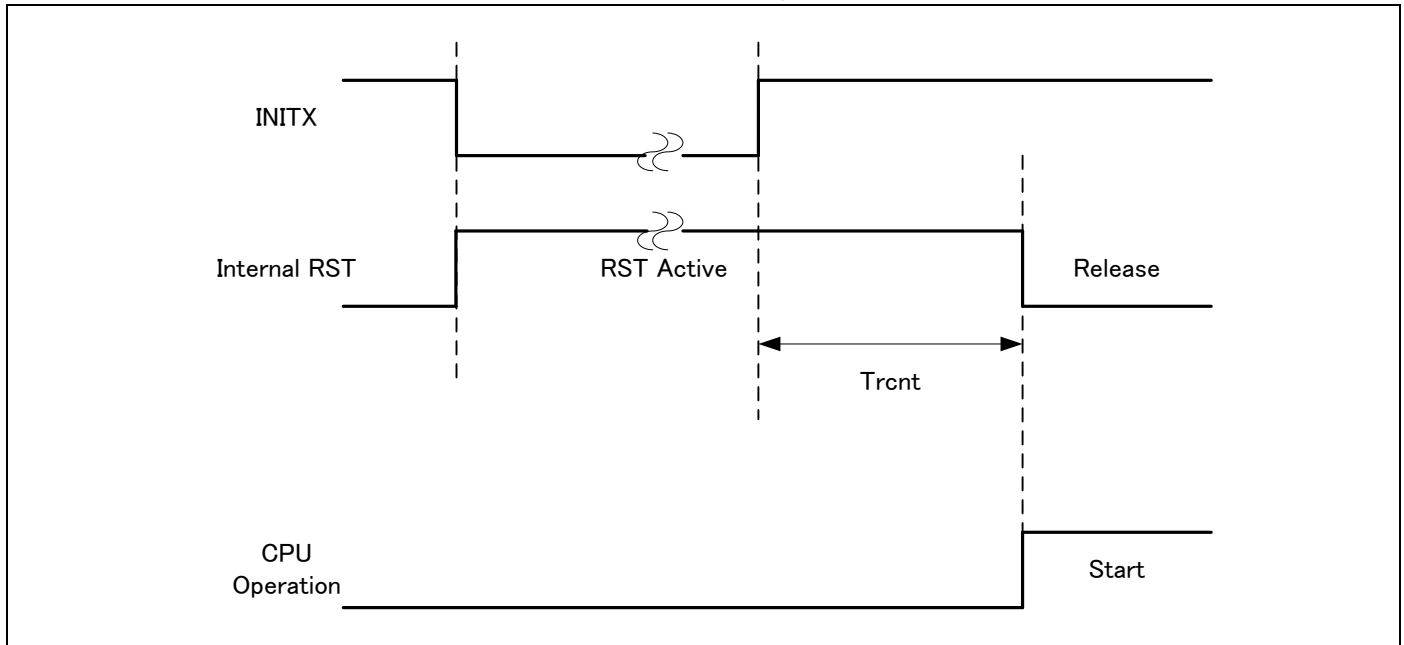 INITX
Internal RST
RST Active
Release
Trcnt
CPU
Operation
Start